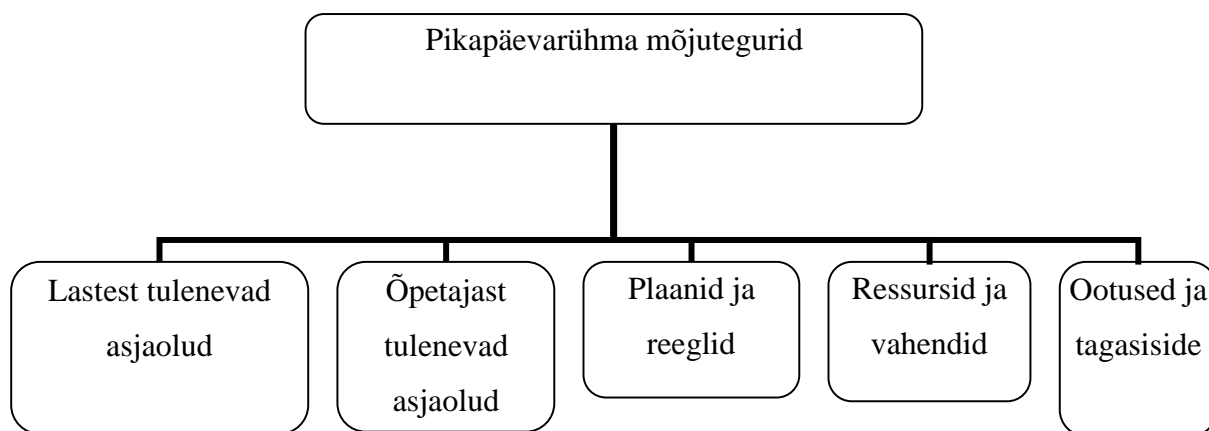 Pikapäevarühma mõjutegurid
Lastest tulenevad
asjaolud
Õpetajast
tulenevad
asjaolud
Plaanid ja
reeglid
Ressursid ja
vahendid
Ootused ja
tagasiside